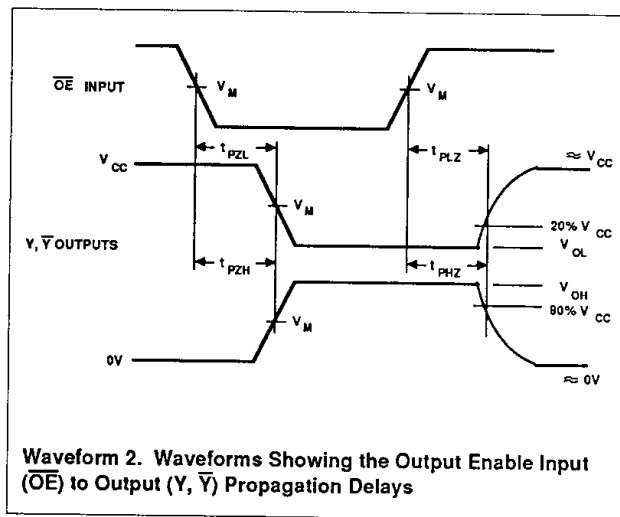 OE INPUT
V M
V M
t PZL
t PLZ
≈ V CC
V CC
V M
20% V CC
V OL
Y, Y OUTPUTS
t PZH
t PHZ
V OH
V M
80% V CC
0V
≈ 0V
Waveform 2. Waveforms Showing the Output Enable Input
(OE) to Output (Y, Y) Propagation Delays